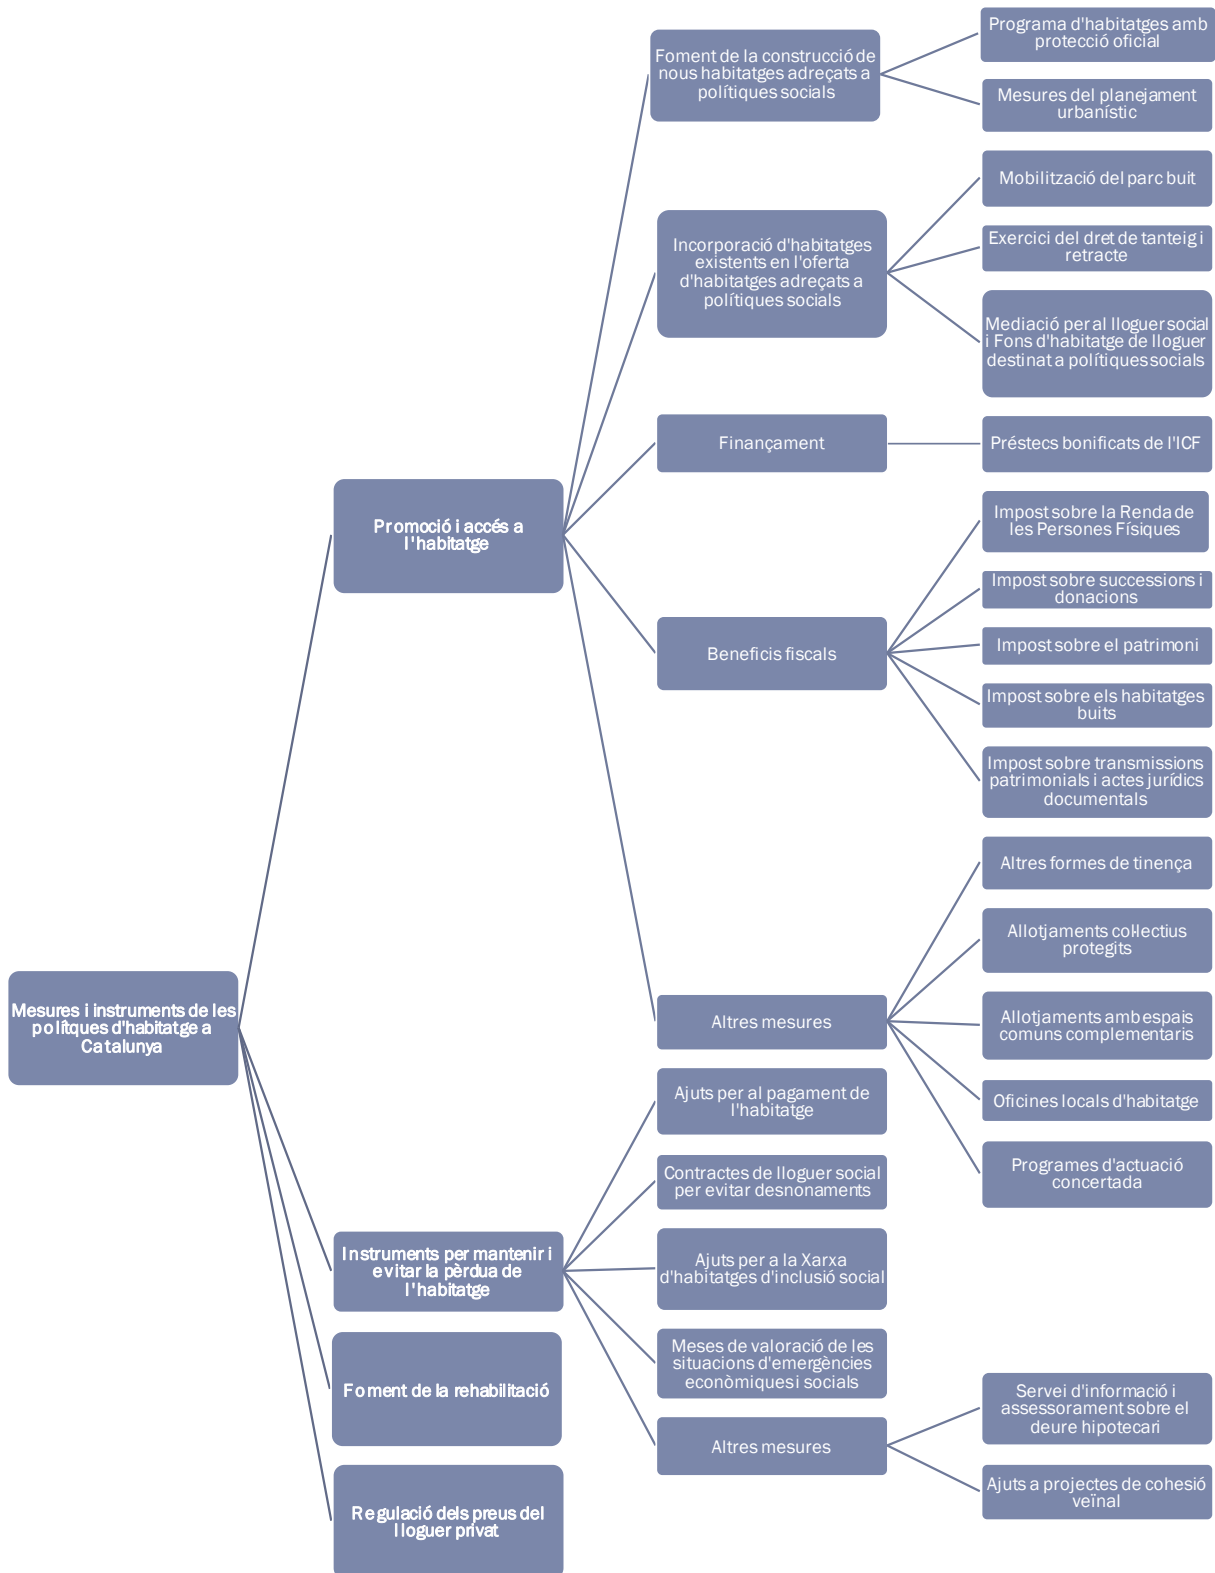 Mesures i instruments de les
polítques d'habitatge a
Catalunya
Promoció i accés a
l'habitatge
Foment de la construcció de
nous habitatges adreçats a
polítiques socials
Programa d'habitatges amb
protecció oficial
Mesures del planejament
urbanístic
Incorporació d'habitatges
existents en l'oferta
d'habitatges adreçats a
polítiques socials
Mobilització del parc buit
Exercici del dret de tanteig i
retracte
Mediació per al lloguer social
i Fons d'habitatge de lloguer
destinat a polítiques socials
Finançament
Préstecs bonificats de l'ICF
Beneficis fiscals
Impost sobre la Renda de
les Persones Físiques
Impost sobre successions i
donacions
Impost sobre el patrimoni
Impost sobre els habitatges
buits
Impost sobre transmissions
patrimonials i actes jurídics
documentals
Altres mesures
Altres formes de tinença
Allotjaments col·lectius
protegits
Allotjaments amb espais
comuns complementaris
Oficines locals d'habitatge
Programes d'actuació
concertada
Instruments per mantenir i
evitar la pèrdua de
l'habitatge
Ajuts per al pagament de
l'habitatge
Contractes de lloguer social
per evitar desnonaments
Ajuts per a la Xarxa
d'habitatges d'inclusió social
Meses de valoració de les
situacions d'emergències
econòmiques i socials
Altres mesures
Servei d'informació i
assessorament sobre el
deure hipotecari
Ajuts a projectes de cohesió
veïnal
Foment de la rehabilitació
Regulació dels preus del
lloguer privat